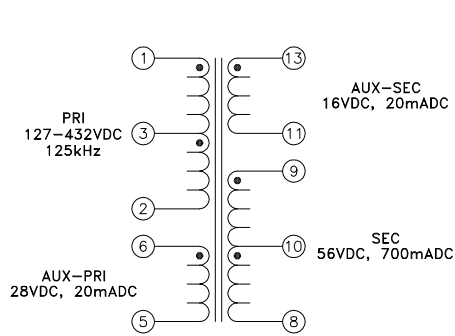 1
13
AUX-SEC
16VDC, 20mADC
PRI
127-432VDC
125kHz
3
11
9
2
6
10
SEC
56VDC, 700mADC
AUX-PRI
28VDC, 20mADC
5
8